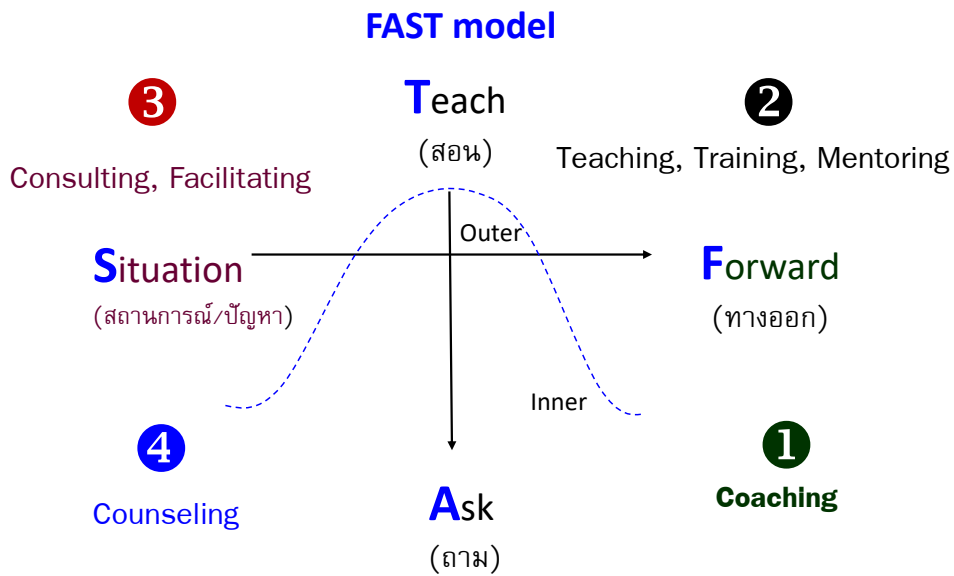 FAST model
❸
Teach
❷
(สอน)
Consulting, Facilitating
Teaching, Training, Mentoring
Outer
Situation
Forward
(สถานการณ์/ปัญหา)
(ทางออก)
Inner
❹
❶
Counseling
Ask
Coaching
(ถาม)